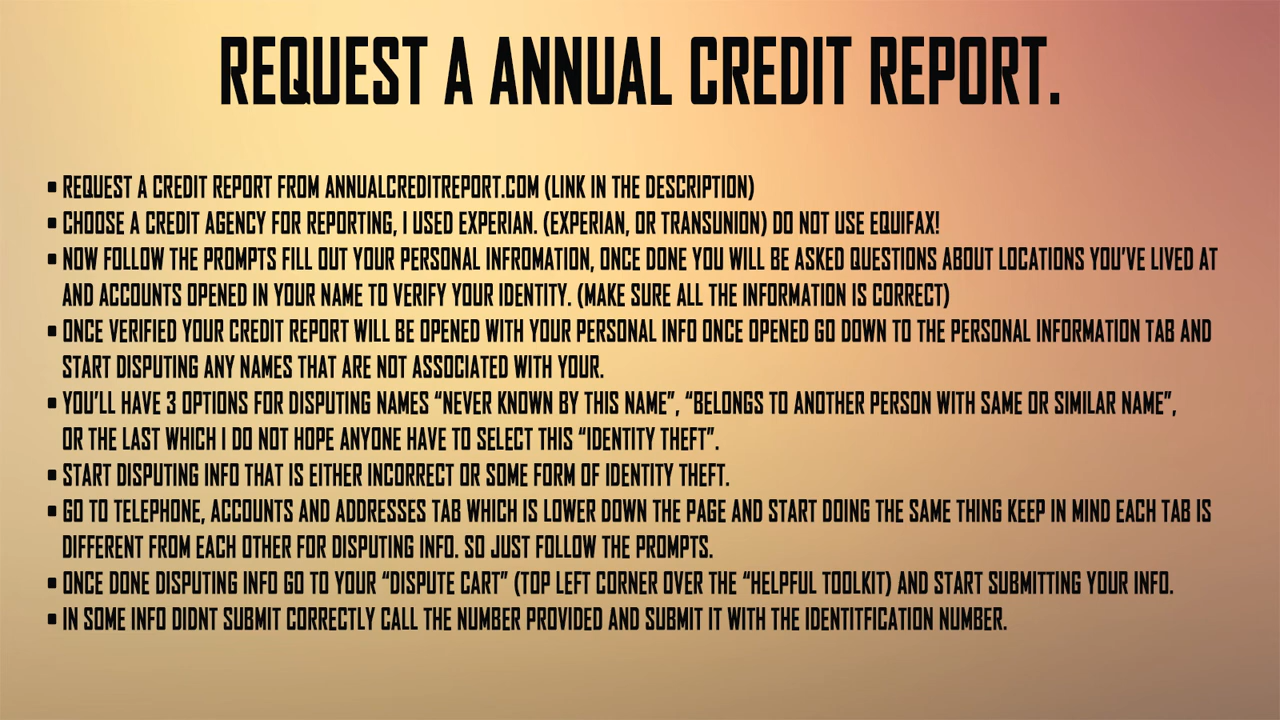 REQUEST A ANNUAL CREDIT REPORT.
• REQUEST A CREDIT REPORT FROM ANNUALCREDITREPORT.COM (LINK IN THE DESCRIPTION)
• CHOOSE A CREDIT AGENCY FOR REPORTING, I USED EXPERIAN. (EXPERIAN, OR TRANSUNION) DO NOT USE EQUIFAX!
• NOW FOLLOW THE PROMPTS FILL OUT YOUR PERSONAL INFROMATION, ONCE DONE YOU WILL BE ASKED QUESTIONS ABOUT LOCATIONS YOU'VE LIVED AT
AND ACCOUNTS OPENED IN YOUR NAME TO VERIFY YOUR IDENTITY. (MAKE SURE ALL THE INFORMATION IS CORRECT)
• ONCE VERIFIED YOUR CREDIT REPORT WILL BE OPENED WITH YOUR PERSONAL INFO ONCE OPENED GO DOWN TO THE PERSONAL INFORMATION TAB AND
START DISPUTING ANY NAMES THAT ARE NOT ASSOCIATED WITH YOUR.
• YOU'LL HAVE 3 OPTIONS FOR DISPUTING NAMES “NEVER KNOWN BY THIS NAME”, “BELONGS TO ANOTHER PERSON WITH SAME OR SIMILAR NAME”,
OR THE LAST WHICH I DO NOT HOPE ANYONE HAVE TO SELECT THIS “IDENTITY THEFT”.
• START DISPUTING INFO THAT IS EITHER INCORRECT OR SOME FORM OF IDENTITY THEFT.
• GO TO TELEPHONE, ACCOUNTS AND ADDRESSES TAB WHICH IS LOWER DOWN THE PAGE AND START DOING THE SAME THING KEEP IN MIND EACH TAB IS
DIFFERENT FROM EACH OTHER FOR DISPUTING INFO. SO JUST FOLLOW THE PROMPTS.
• ONCE DONE DISPUTING INFO GO TO YOUR “DISPUTE CART” (TOP LEFT CORNER OVER THE “HELPFUL TOOLKIT) AND START SUBMITTING YOUR INFO.
• IN SOME INFO DIDNT SUBMIT CORRECTLY CALL THE NUMBER PROVIDED AND SUBMIT IT WITH THE IDENTITFICATION NUMBER.